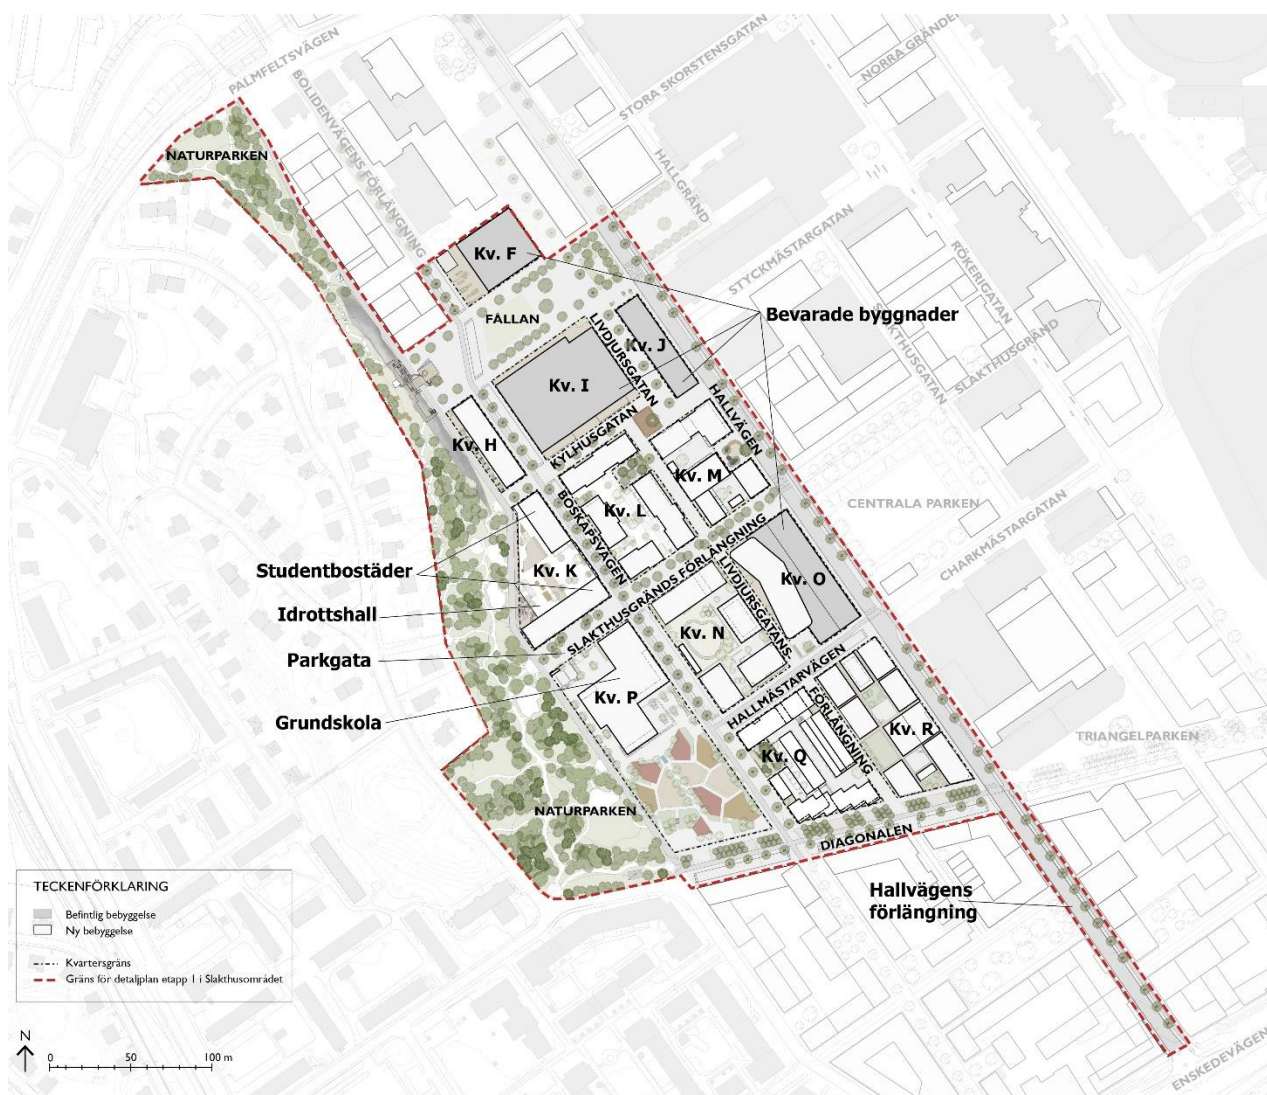 PALMFELTSVÄGEN
BOLIDENVÄGENS FÖRLÄNGNING
STORA SKORSTENSGATAN
NORRA GRÄNDEN
NATURPARKEN
HALLGRÄND
Kv. F
STYCKMÄSTARGATAN
RÖKERIGATAN
FÅLLAN
LIVDJURSGATAN
Kv. J
Bevarade byggnader
SLAKTHUSGATAN
SLAKTHUSGRÄND
Kv. I
HALLVÄGEN
KYLHUSGATAN
Kv. H
Kv. M
BOSKAPSVÄGEN
Kv. L
CENTRALA PARKEN
CHARKMÄSTARGATAN
Studentbostäder
Kv. K
SLAKTHUSGRÄNDS FÖRLÄNGNING
LIVDJURSGATANS
Kv. O
Idrottshall
Kv. N
Parkgata
Kv. P
HALLMÄSTARVÄGEN
FÖRLÄNGNING
Grundskola
Kv. R
TRIANGELPARKEN
Kv. Q
NATURPARKEN
DIAGONALEN
Hallvägens
förlängning
TECKENFÖRKLARING
Befintlig bebyggelse
Ny bebyggelse
Kvartersgräns
Gräns för detaljplan etapp 1 i Slakthusområdet
N
0 50 100 m
ENSKEDEVÄGEN